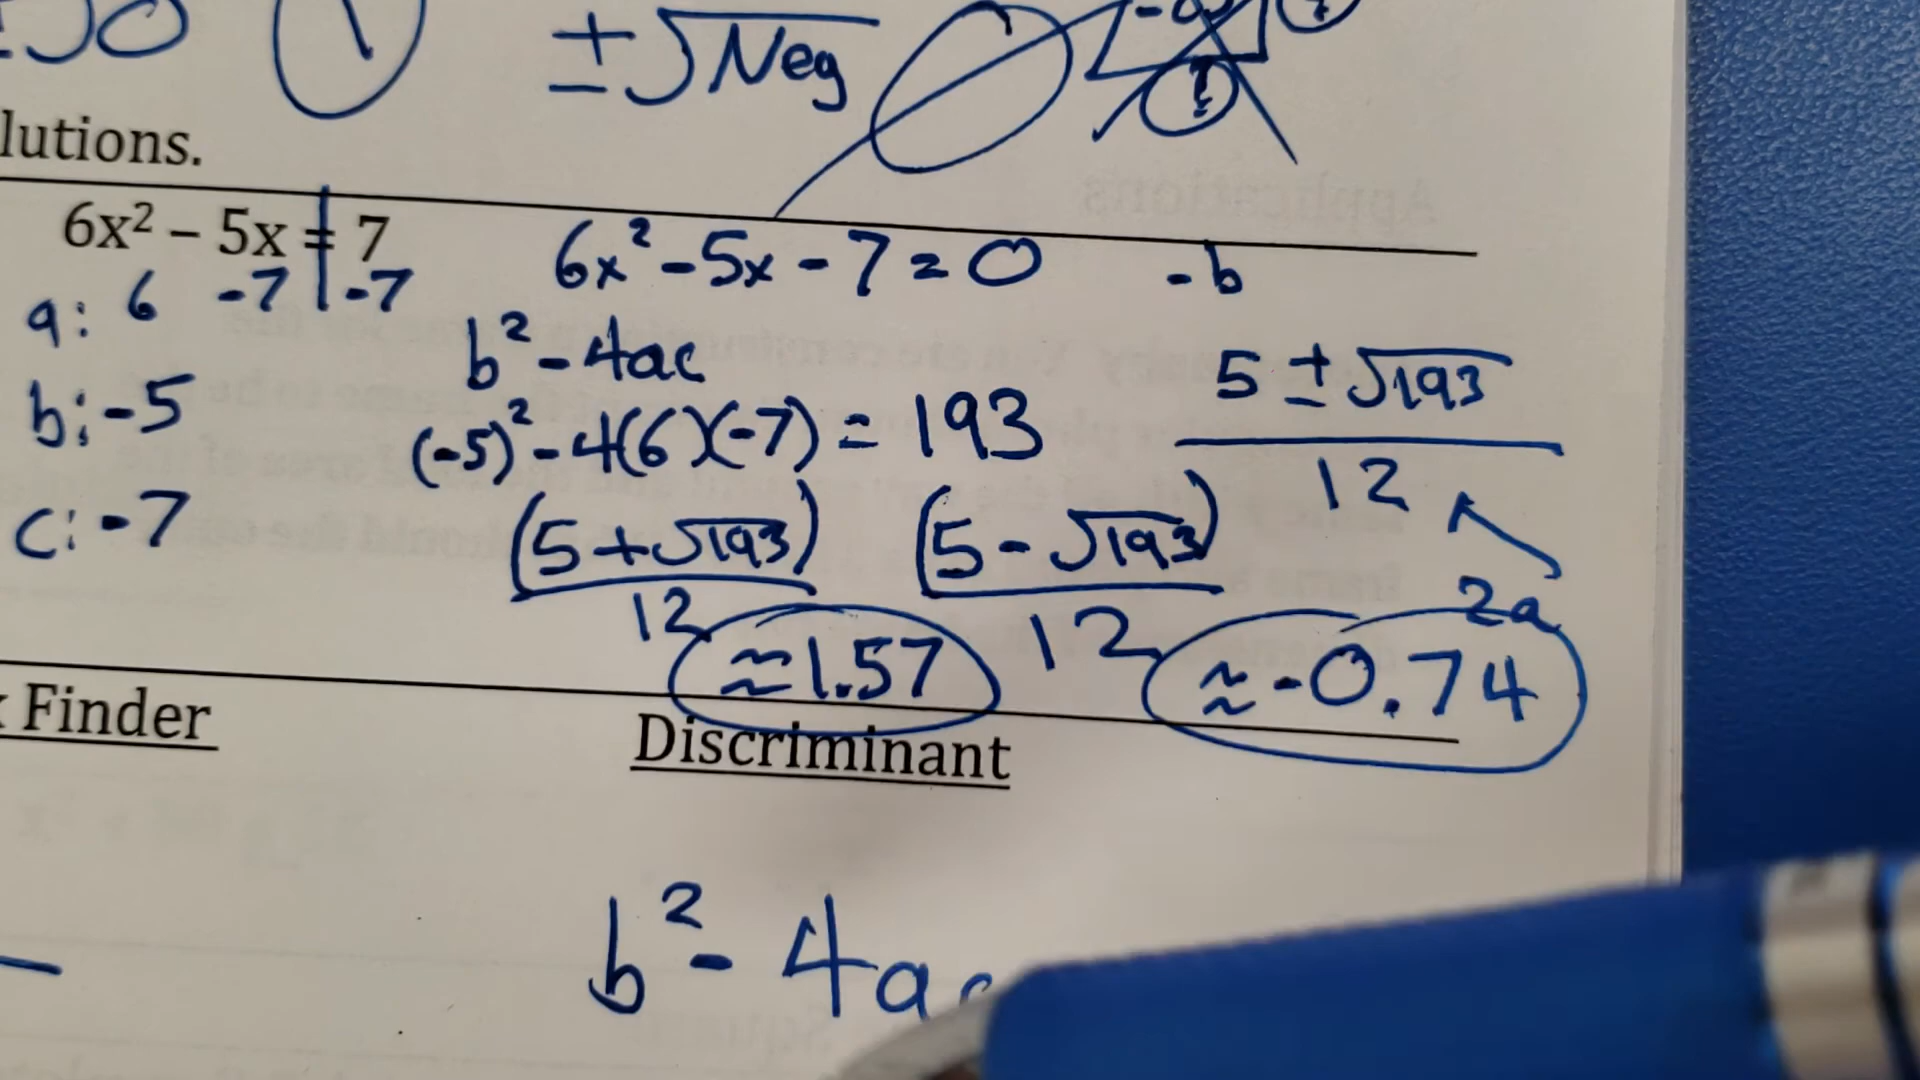 ± √Neg
lutions.
6x² – 5x = 7
-7 -7
a: 6
b: -5
c: -7
6x² - 5x - 7 = 0
b² - 4ac
(-5)² - 4(6)(-7) = 193
-b
5 ± √193
12
2a
(5 + √193)
12
≈ 1.57
(5 - √193)
12
≈ -0.74
Finder
Discriminant
b² - 4a